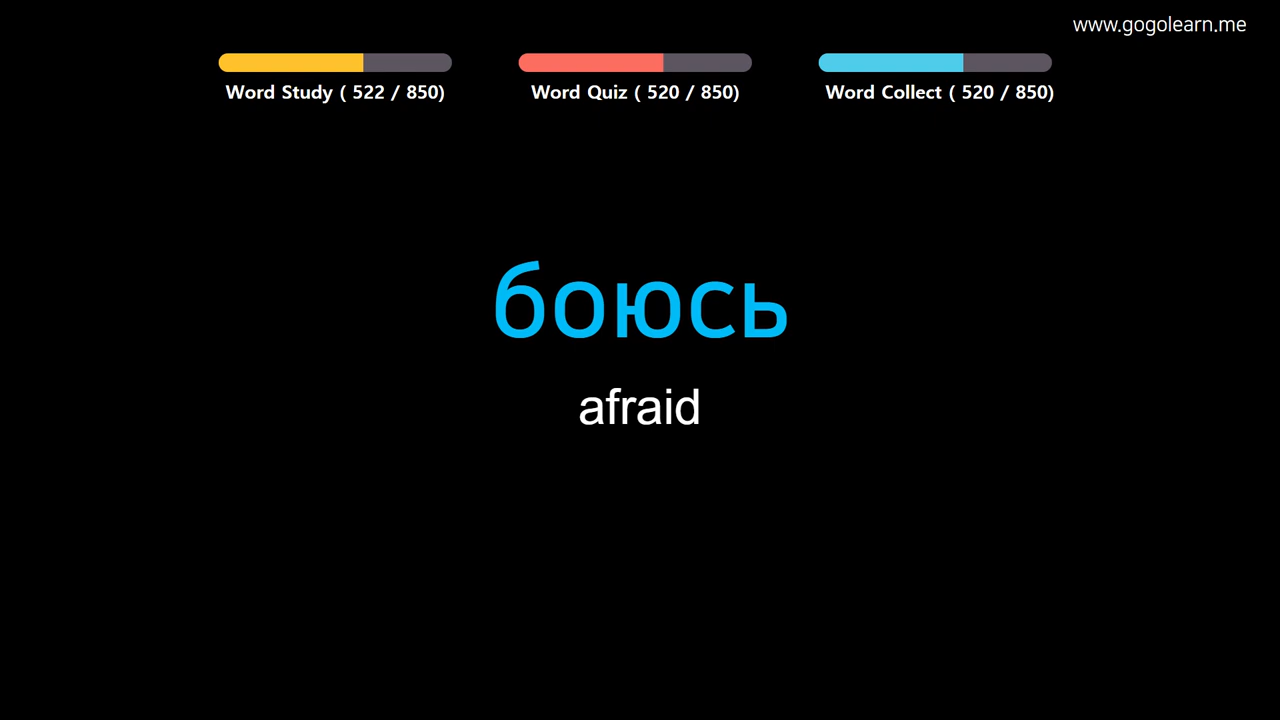 www.gogolearn.me
Word Study ( 522 / 850)
Word Quiz ( 520 / 850)
Word Collect ( 520 / 850)
боюсь
afraid